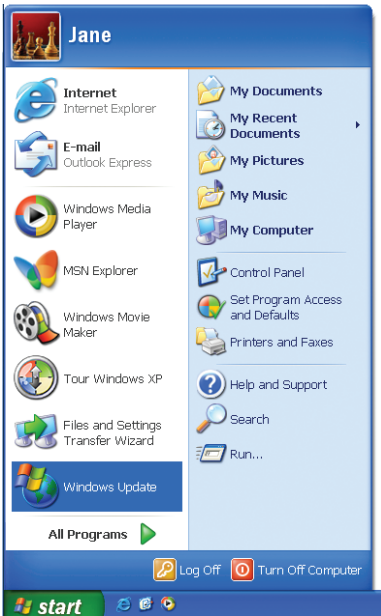 Jane
Internet
Internet Explorer
E-mail
Outlook Express
Windows Media
Player
MSN Explorer
Windows Movie
Maker
Tour Windows XP
Files and Settings
Transfer Wizard
Windows Update
All Programs
My Documents
My Recent
Documents
My Pictures
My Music
My Computer
Control Panel
Set Program Access
and Defaults
Printers and Faxes
Help and Support
Search
Run...
Log Off
Turn Off Computer
start